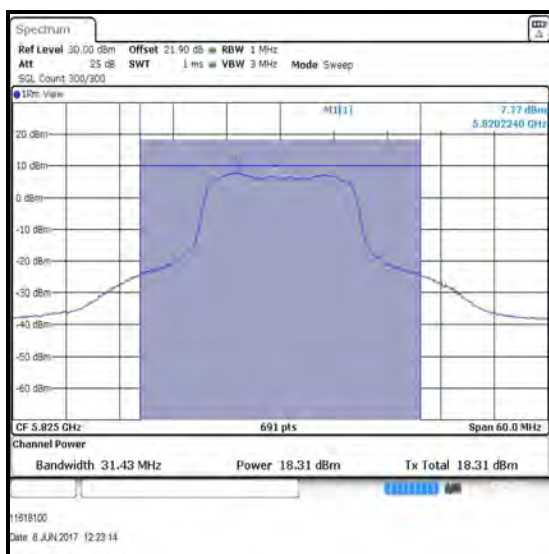 Spectrum
Ref Level 30.00 dBm Offset 21.90 dB RBW 1 MHz
Att 25 dB SWT 1 ms VBW 3 MHz Mode Sweep
SGL Count 300/300
1Rm View
M1[1] 7.77 dBm
5.8202240 GHz
20 dBm
10 dBm
0 dBm
-10 dBm
-20 dBm
-30 dBm
-40 dBm
-50 dBm
-60 dBm
CF 5.825 GHz 691 pts Span 60.0 MHz
Channel Power
Bandwidth 31.43 MHz Power 18.31 dBm Tx Total 18.31 dBm
11618100
Date 8 JUN 2017 12:23:14